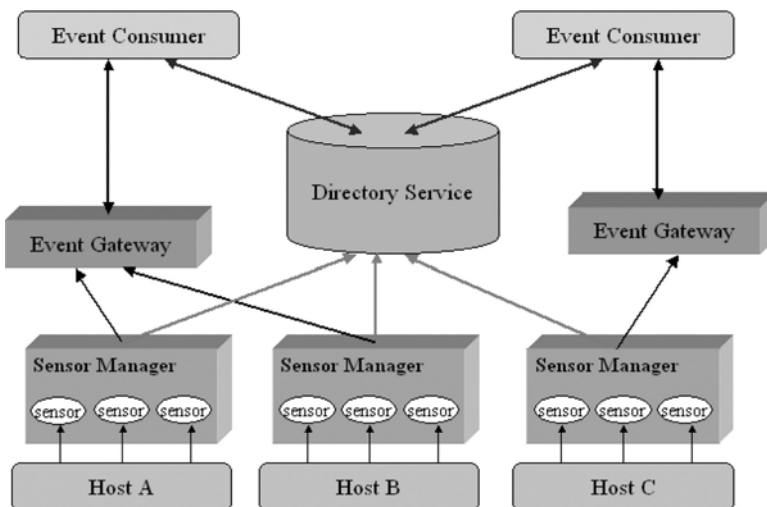 Event Consumer
Event Consumer
Directory Service
Event Gateway
Event Gateway
Sensor Manager
Sensor Manager
Sensor Manager
sensor
sensor
sensor
sensor
sensor
sensor
sensor
sensor
sensor
Host A
Host B
Host C